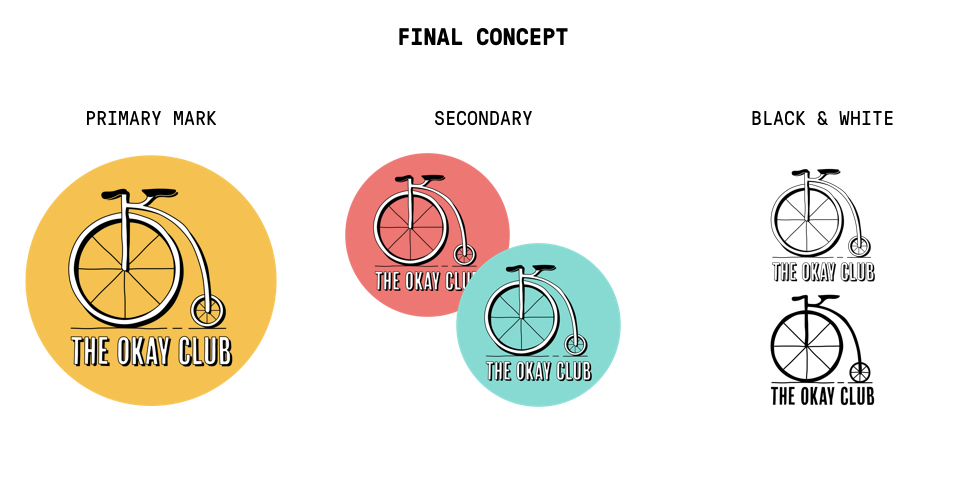 FINAL CONCEPT
PRIMARY MARK
SECONDARY
BLACK & WHITE
THE OKAY CLUB
THE OKAY CLU
THE OKAY CLUB
THE OKAY CLUB
THE OKAY CLUB